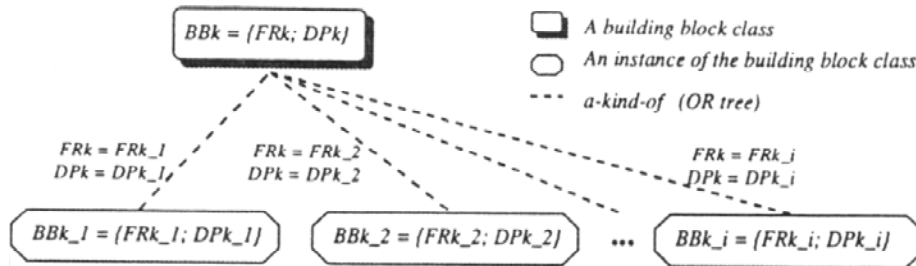 BBk = {FRk; DPk}
A building block class
An instance of the building block class
a-kind-of (OR tree)
FRk = FRk_1
DPk = DPk_1
FRk = FRk_2
DPk = DPk_2
FRk = FRk_i
DPk = DPk_i
BBk_1 = {FRk_1; DPk_1}
BBk_2 = {FRk_2; DPk_2}
...
BBk_i = {FRk_i; DPk_i}